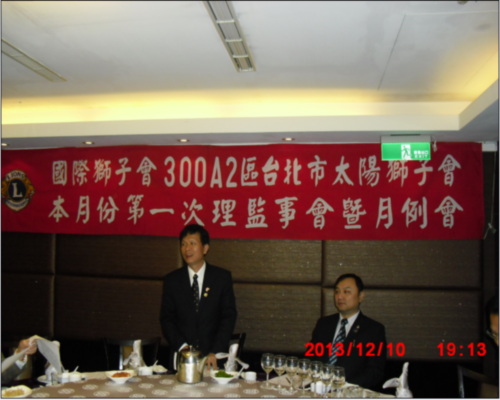 國際獅子會300A2區台北市太陽獅子會
本月份第一次理監事會暨月例會
L
2013/12/10 19:13